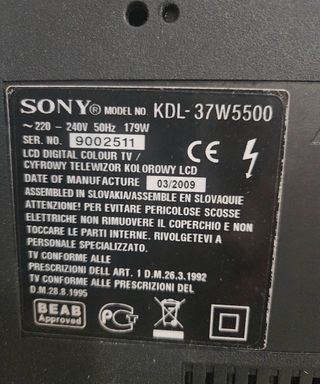 SONY® MODEL NO. KDL-37W5500
~220 - 240V 50Hz 179W
SER. NO. 9002511
LCD DIGITAL COLOUR TV /
CYFROWY TELEWIZOR KOLOROWY LCD
DATE OF MANUFACTURE 03/2009
ASSEMBLED IN SLOVAKIA/ASSEMBLE EN SLOVAQUIE
ATTENZIONE! PER EVITARE PERICOLOSE SCOSSE
ELETTRICHE NON RIMUOVERE IL COPERCHIO E NON
TOCCARE LE PARTI INTERNE. RIVOLGETEVI A
PERSONALE SPECIALIZZATO.
TV CONFORME ALLE
PRESCRIZIONI DELL ART. 1 D.M.26.3.1992
TV CONFORME ALLE PRESCRIZIONI DEL
D.M.28.8.1995
CE
BEAB
Approved